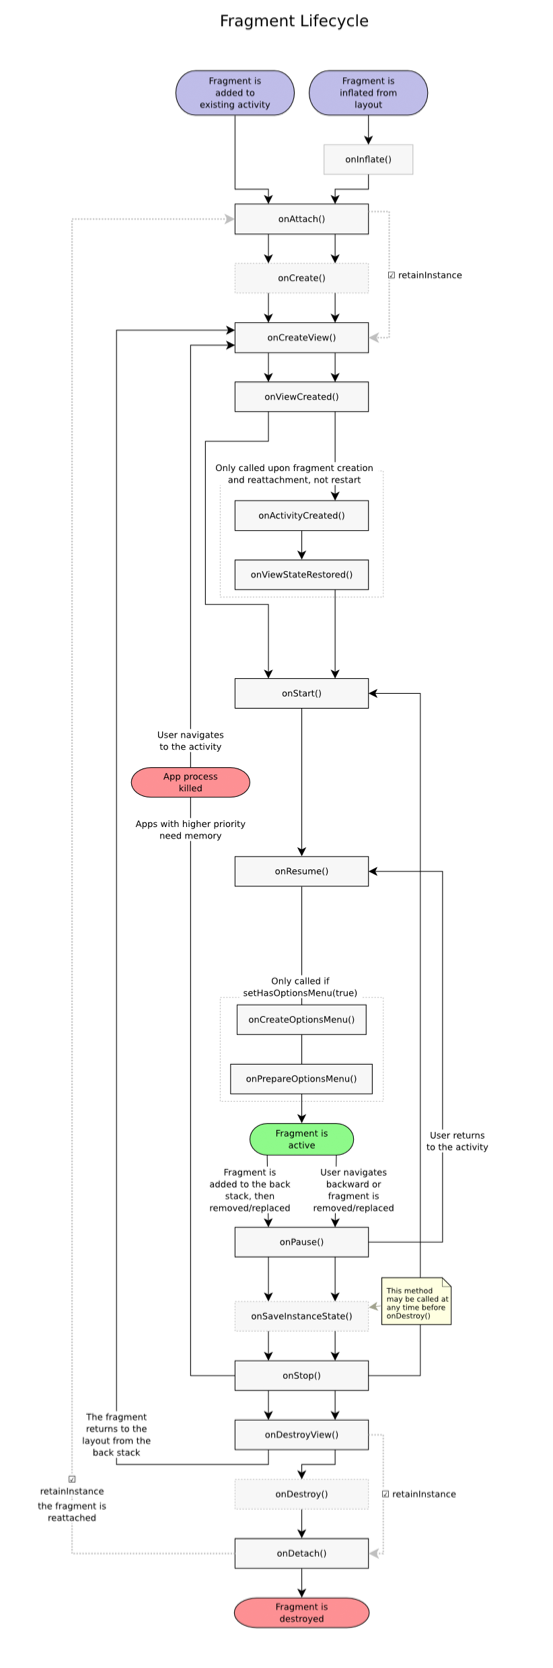 Fragment Lifecycle
Fragment is
added to
existing activity
Fragment is
inflated from
layout
onInflate()
onAttach()
onCreate()
☑ retainInstance
onCreateView()
onViewCreated()
Only called upon fragment creation
and reattachment, not restart
onActivityCreated()
onViewStateRestored()
onStart()
User navigates
to the activity
App process
killed
Apps with higher priority
need memory
onResume()
Only called if
setHasOptionsMenu(true)
onCreateOptionsMenu()
onPrepareOptionsMenu()
Fragment is
active
User returns
to the activity
Fragment is
added to the back
stack, then
removed/replaced
User navigates
backward or
fragment is
removed/replaced
onPause()
This method
may be called at
any time before
onDestroy()
onSaveInstanceState()
onStop()
The fragment
returns to the
layout from the
back stack
onDestroyView()
☑
retainInstance
the fragment is
reattached
onDestroy()
☑ retainInstance
onDetach()
Fragment is
destroyed